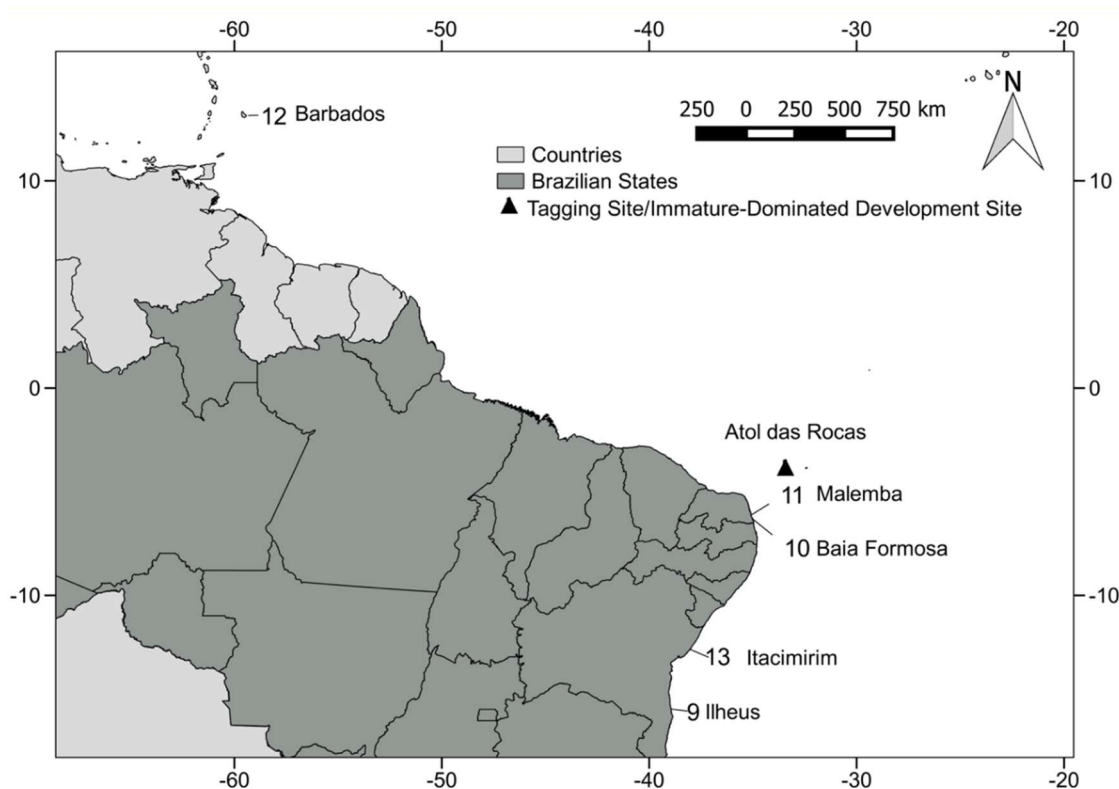 -60 -50 -40 -30 -20
N
12 Barbados
250 0 250 500 750 km
Countries
10 10
Brazilian States
Tagging Site/Immature-Dominated Development Site
0 0
Atol das Rocas
11 Malemba
10 Baia Formosa
-10 -10
13 Itacimirim
9 Ilheus
-60 -50 -40 -30 -20